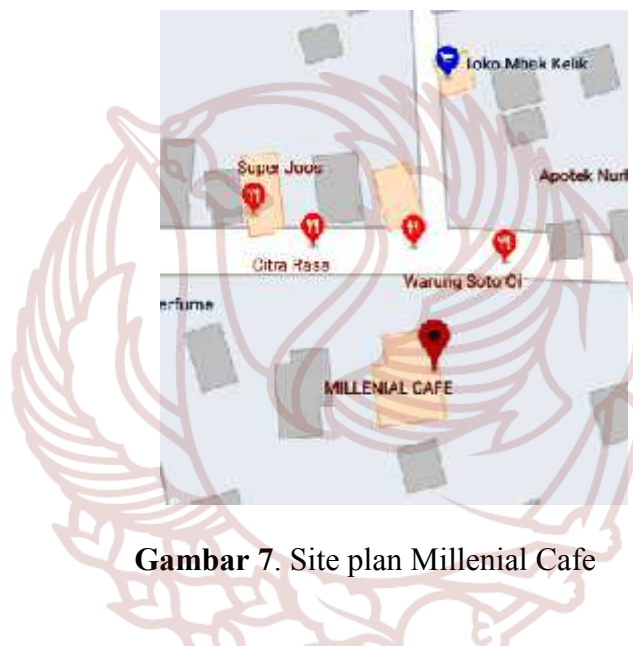 Toko Mbak Kelik
Apotek Nurf
Super Joos
Citra Rasa
Warung Soto Ci
erfume
MILLENIAL CAFE
Gambar 7. Site plan Millenial Cafe